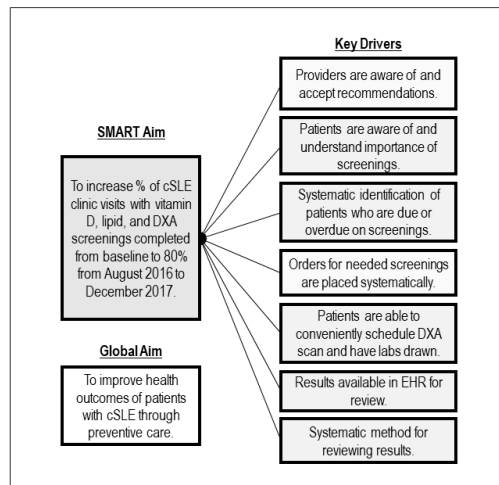 SMART Aim
To increase % of cSLE
clinic visits with vitamin
D, lipid, and DXA
screenings completed
from baseline to 80%
from August 2016 to
December 2017.
Global Aim
To improve health
outcomes of patients
with cSLE through
preventive care.
Key Drivers
Providers are aware of and
accept recommendations.
Patients are aware of and
understand importance of
screenings.
Systematic identification of
patients who are due or
overdue on screenings.
Orders for needed screenings
are placed systematically.
Patients are able to
conveniently schedule DXA
scan and have labs drawn.
Results available in EHR for
review.
Systematic method for
reviewing results.